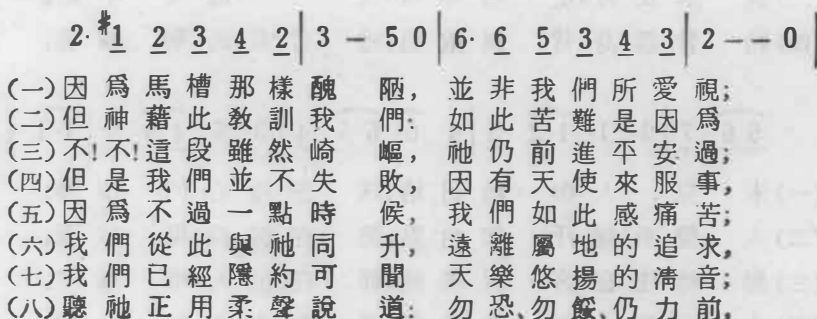 2· #1 2 3 4 2 | 3 — 5 0 | 6· 6 5 3 4 3 | 2 — — 0 |
(一)因爲馬槽那樣醜陋,並非我們所愛視;
(二)但神藉此教訓我們,如此苦難是因爲;
(三)不!不!這段雖然崎嶇,祂仍前進平安過;
(四)但是我們並不失敗,因有天使來服事,
(五)因爲不過一點時候,我們如此感痛苦;
(六)我們從此與祂同升,遠離屬地的追求,
(七)我們已經隱約可聞,天樂悠揚的清音;
(八)聽祂正用柔聲說道:勿恐、勿餒、仍力前,